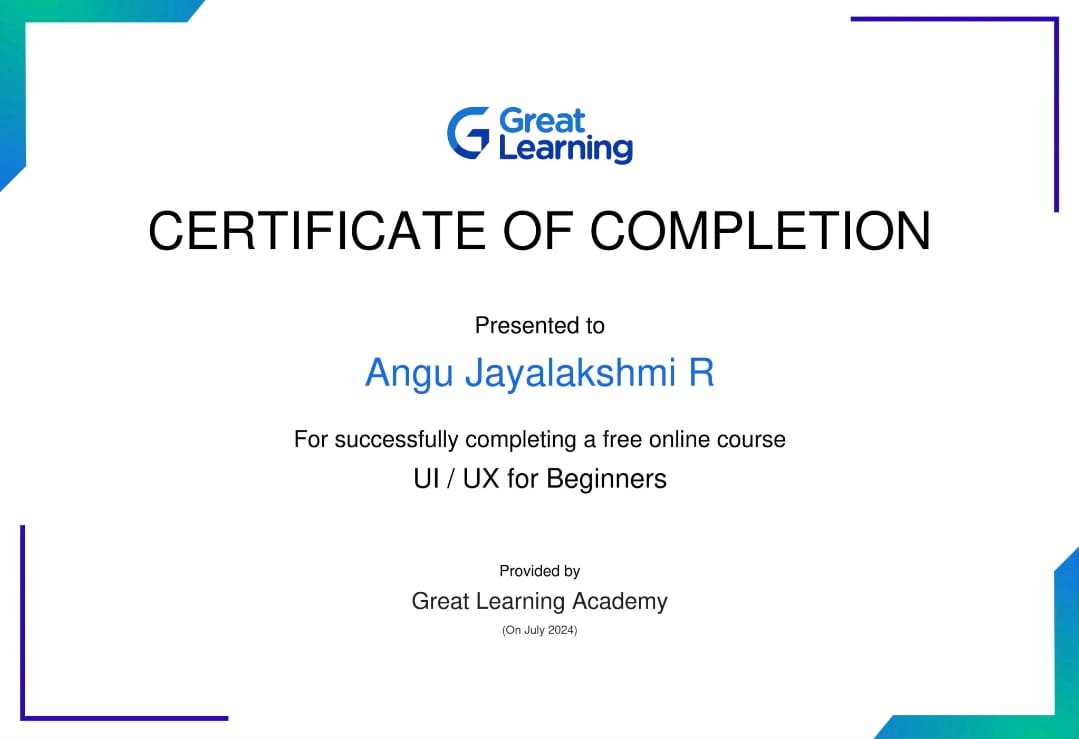 Great
Learning
CERTIFICATE OF COMPLETION
Presented to
Angu Jayalakshmi R
For successfully completing a free online course
UI / UX for Beginners
Provided by
Great Learning Academy
(On July 2024)